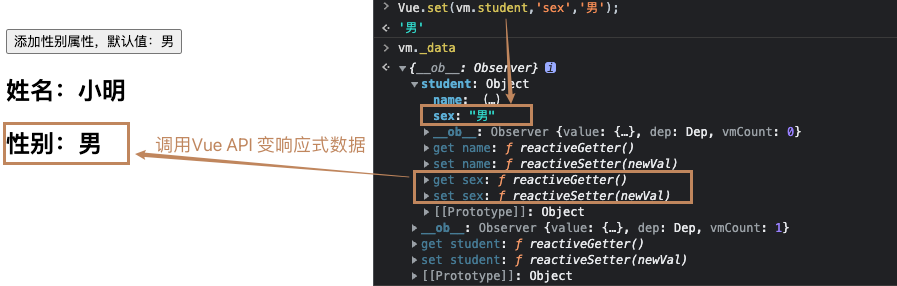 添加性别属性，默认值：男
姓名：小明
性别：男
调用Vue API 变响应式数据
> Vue.set(vm.student,'sex','男');
'男'
> vm._data
{__ob__: Observer} i
student: Object
name: (…)
sex: "男"
__ob__: Observer {value: {…}, dep: Dep, vmCount: 0}
get name: ƒ reactiveGetter()
set name: ƒ reactiveSetter(newVal)
get sex: ƒ reactiveGetter()
set sex: ƒ reactiveSetter(newVal)
[[Prototype]]: Object
__ob__: Observer {value: {…}, dep: Dep, vmCount: 1}
get student: ƒ reactiveGetter()
set student: ƒ reactiveSetter(newVal)
[[Prototype]]: Object